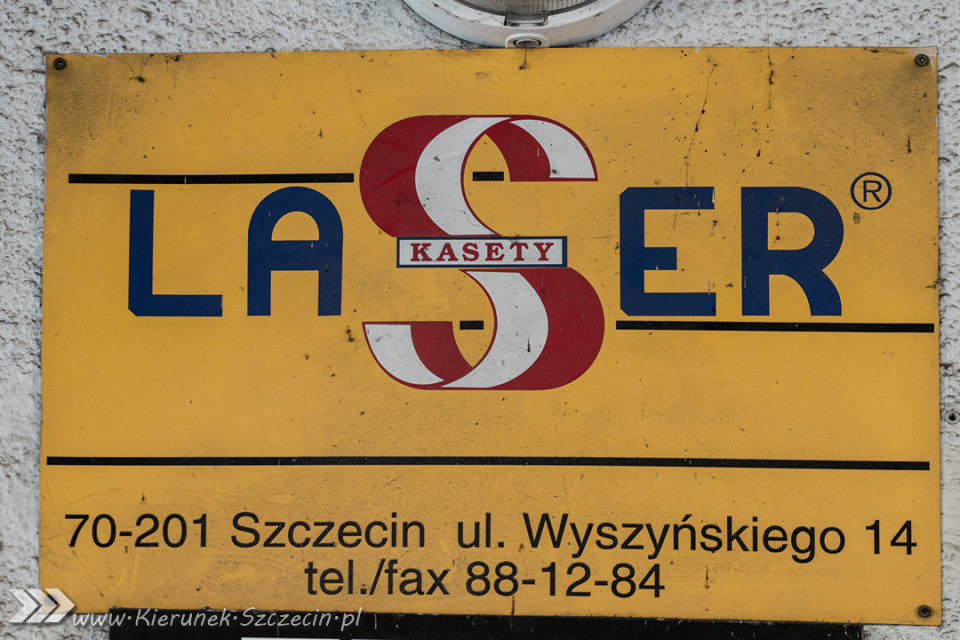 LASER®
KASETY
70-201 Szczecin ul. Wyszyńskiego 14
tel./fax 88-12-84
www.Kierunek.Szczecin.pl